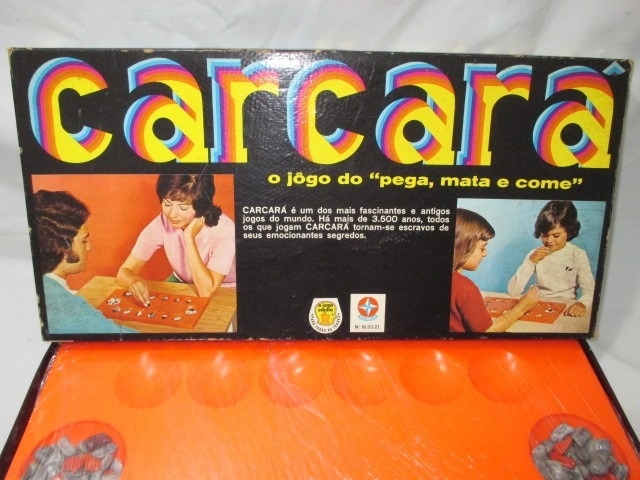 carcará
o jôgo do "pega, mata e come"
CARCARÁ é um dos mais fascinantes e antigos
jogos do mundo. Há mais de 3.500 anos, todos
os que jogam CARCARÁ tornam-se escravos de
seus emocionantes segredos.